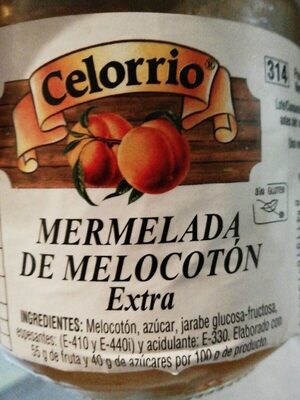 Celorrio®
314
sin GLUTEN
MERMELADA
DE MELOCOTÓN
Extra
INGREDIENTES: Melocotón, azúcar, jarabe glucosa-fructosa,
espesantes: (E-410 y E-440i) y acidulante: E-330. Elaborado con
55 g de fruta y 40 g de azúcares por 100 g de producto.